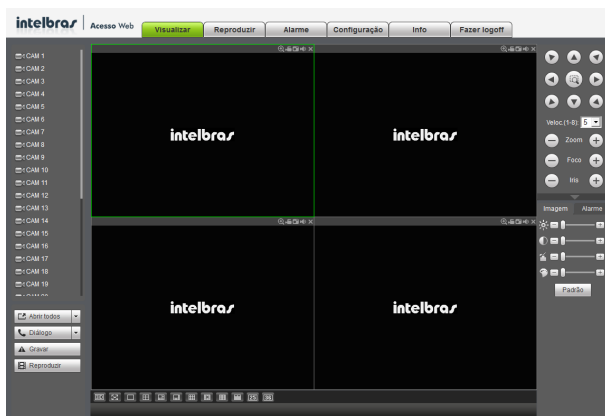 intelbras Acesso Web Visualizar Reproduzir Alarme Configuração Info Fazer logoff
CAM 1
CAM 2
CAM 3
CAM 4
CAM 5
CAM 6
CAM 7
CAM 8
CAM 9
CAM 10
CAM 11
CAM 12
CAM 13
CAM 14
CAM 15
CAM 16
CAM 17
CAM 18
CAM 19
Abrir todos
Diálogo
Gravar
Reproduzir
intelbras intelbras
intelbras intelbras
Veloc.(1-8): 5
Zoom
Foco
Iris
Imagem Alarme
Padrão
25 36